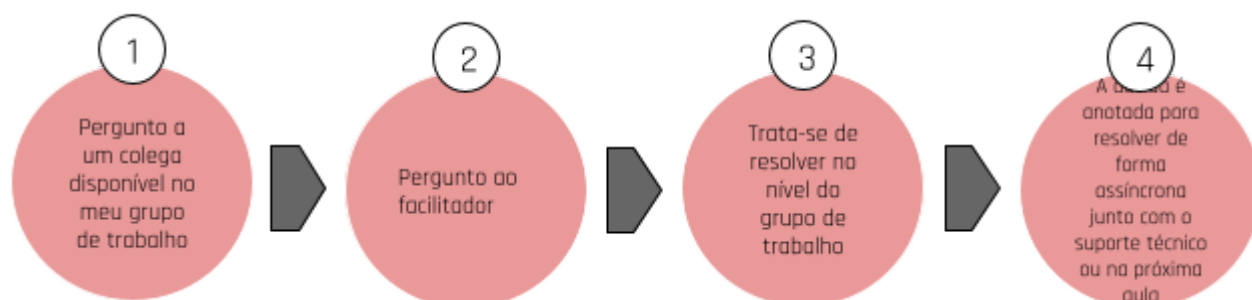 1
Pergunto a
um colega
disponível no
meu grupo
de trabalho
2
Pergunto ao
facilitador
3
Trata-se de
resolver no
nível do
grupo de
trabalho
4
A é
anotada para
resolver de
forma
assíncrona
junto com o
suporte técnico
ou na próxima
aula